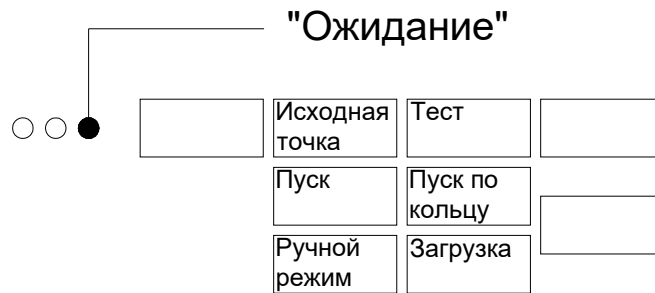 "Ожидание"
Исходная
точка
Тест
Пуск
Пуск по
кольцу
Ручной
режим
Загрузка